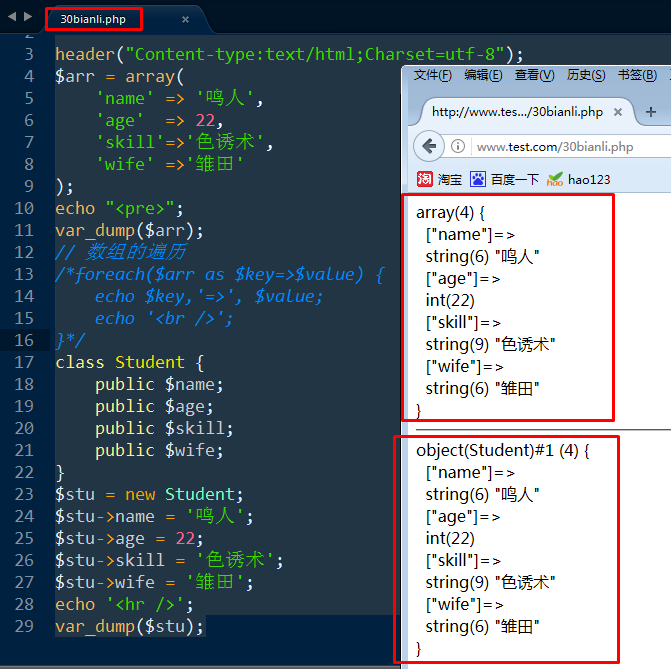 30bianli.php ×
2
3 header("Content-type:text/html;Charset=utf-8");
4 $arr = array(
5 'name' => '鸣人',
6 'age' => 22,
7 'skill'=>'色诱术',
8 'wife' =>'雏田'
9 );
10 echo "<pre>";
11 var_dump($arr);
12 // 数组的遍历
13 /*foreach($arr as $key=>$value) {
14 echo $key,'=>', $value;
15 echo '<br />';
16 }*/
17 class Student {
18 public $name;
19 public $age;
20 public $skill;
21 public $wife;
22 }
23 $stu = new Student;
24 $stu->name = '鸣人';
25 $stu->age = 22;
26 $stu->skill = '色诱术';
27 $stu->wife = '雏田';
28 echo '<hr />';
29 var_dump($stu);
文件(F) 编辑(E) 查看(V) 历史(S) 书签(B)
http://www.tes.../30bianli.php × +
www.test.com/30bianli.php
淘 淘宝 百度一下 hao hao123
array(4) {
["name"]=>
string(6) "鸣人"
["age"]=>
int(22)
["skill"]=>
string(9) "色诱术"
["wife"]=>
string(6) "雏田"
}
object(Student)#1 (4) {
["name"]=>
string(6) "鸣人"
["age"]=>
int(22)
["skill"]=>
string(9) "色诱术"
["wife"]=>
string(6) "雏田"
}